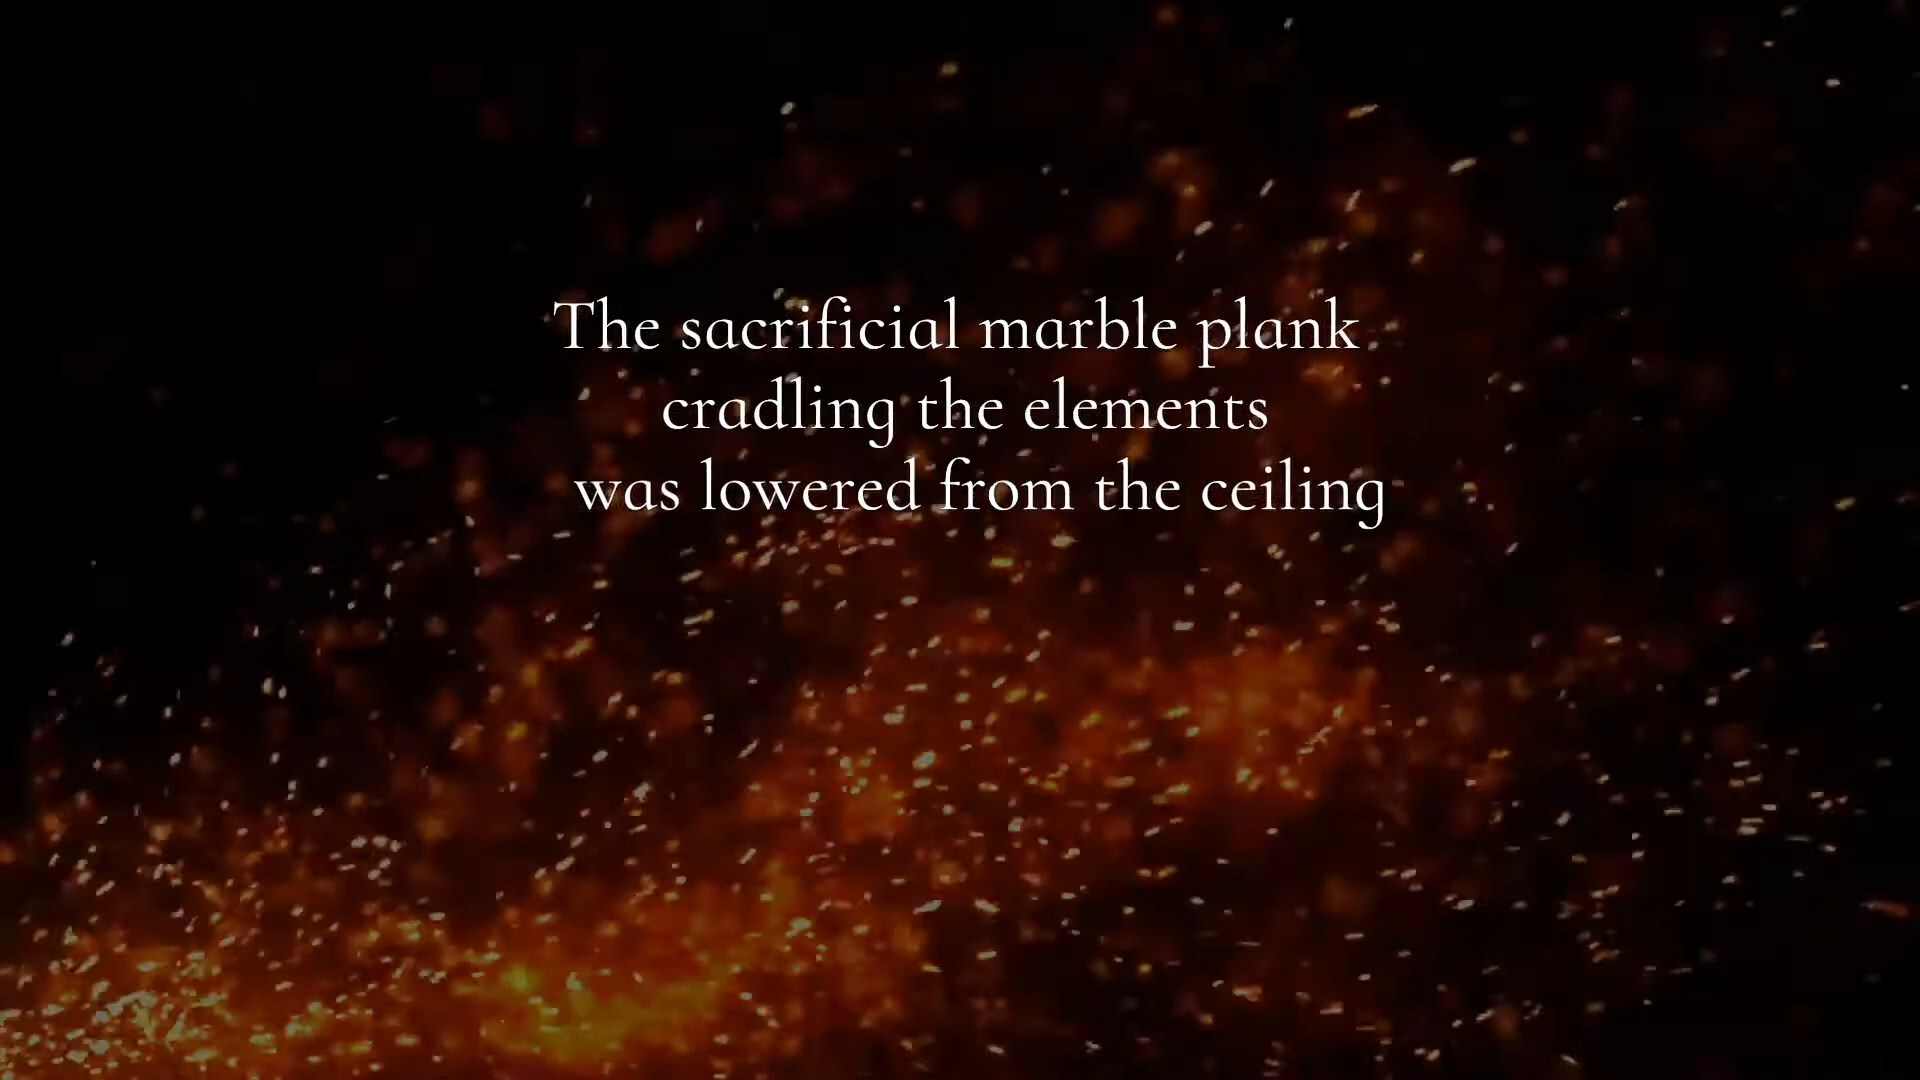 The sacrificial marble plank
cradling the elements
was lowered from the ceiling